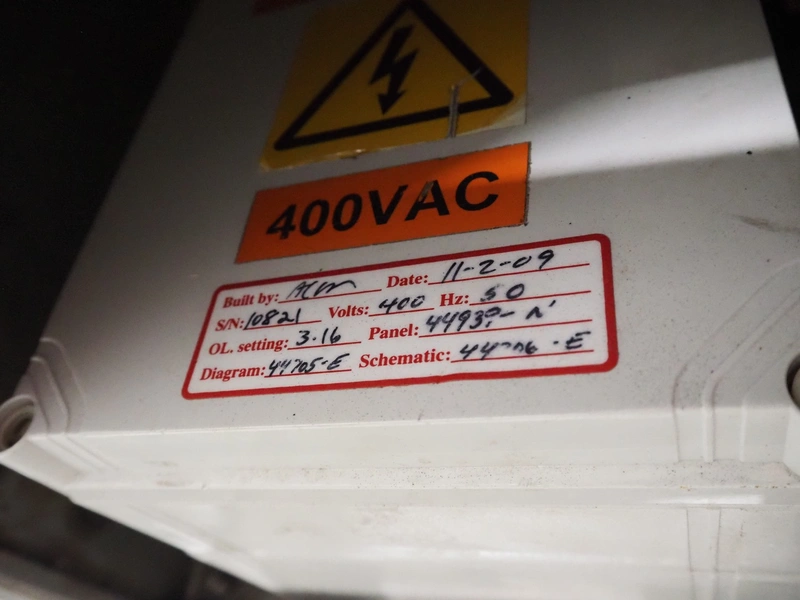 400VAC
Built by: Date: 11-2-09
S/N: 10821 Volts: 400 Hz: 50
OL. setting: 3.16 Panel:
Diagram: 44705-E Schematic: